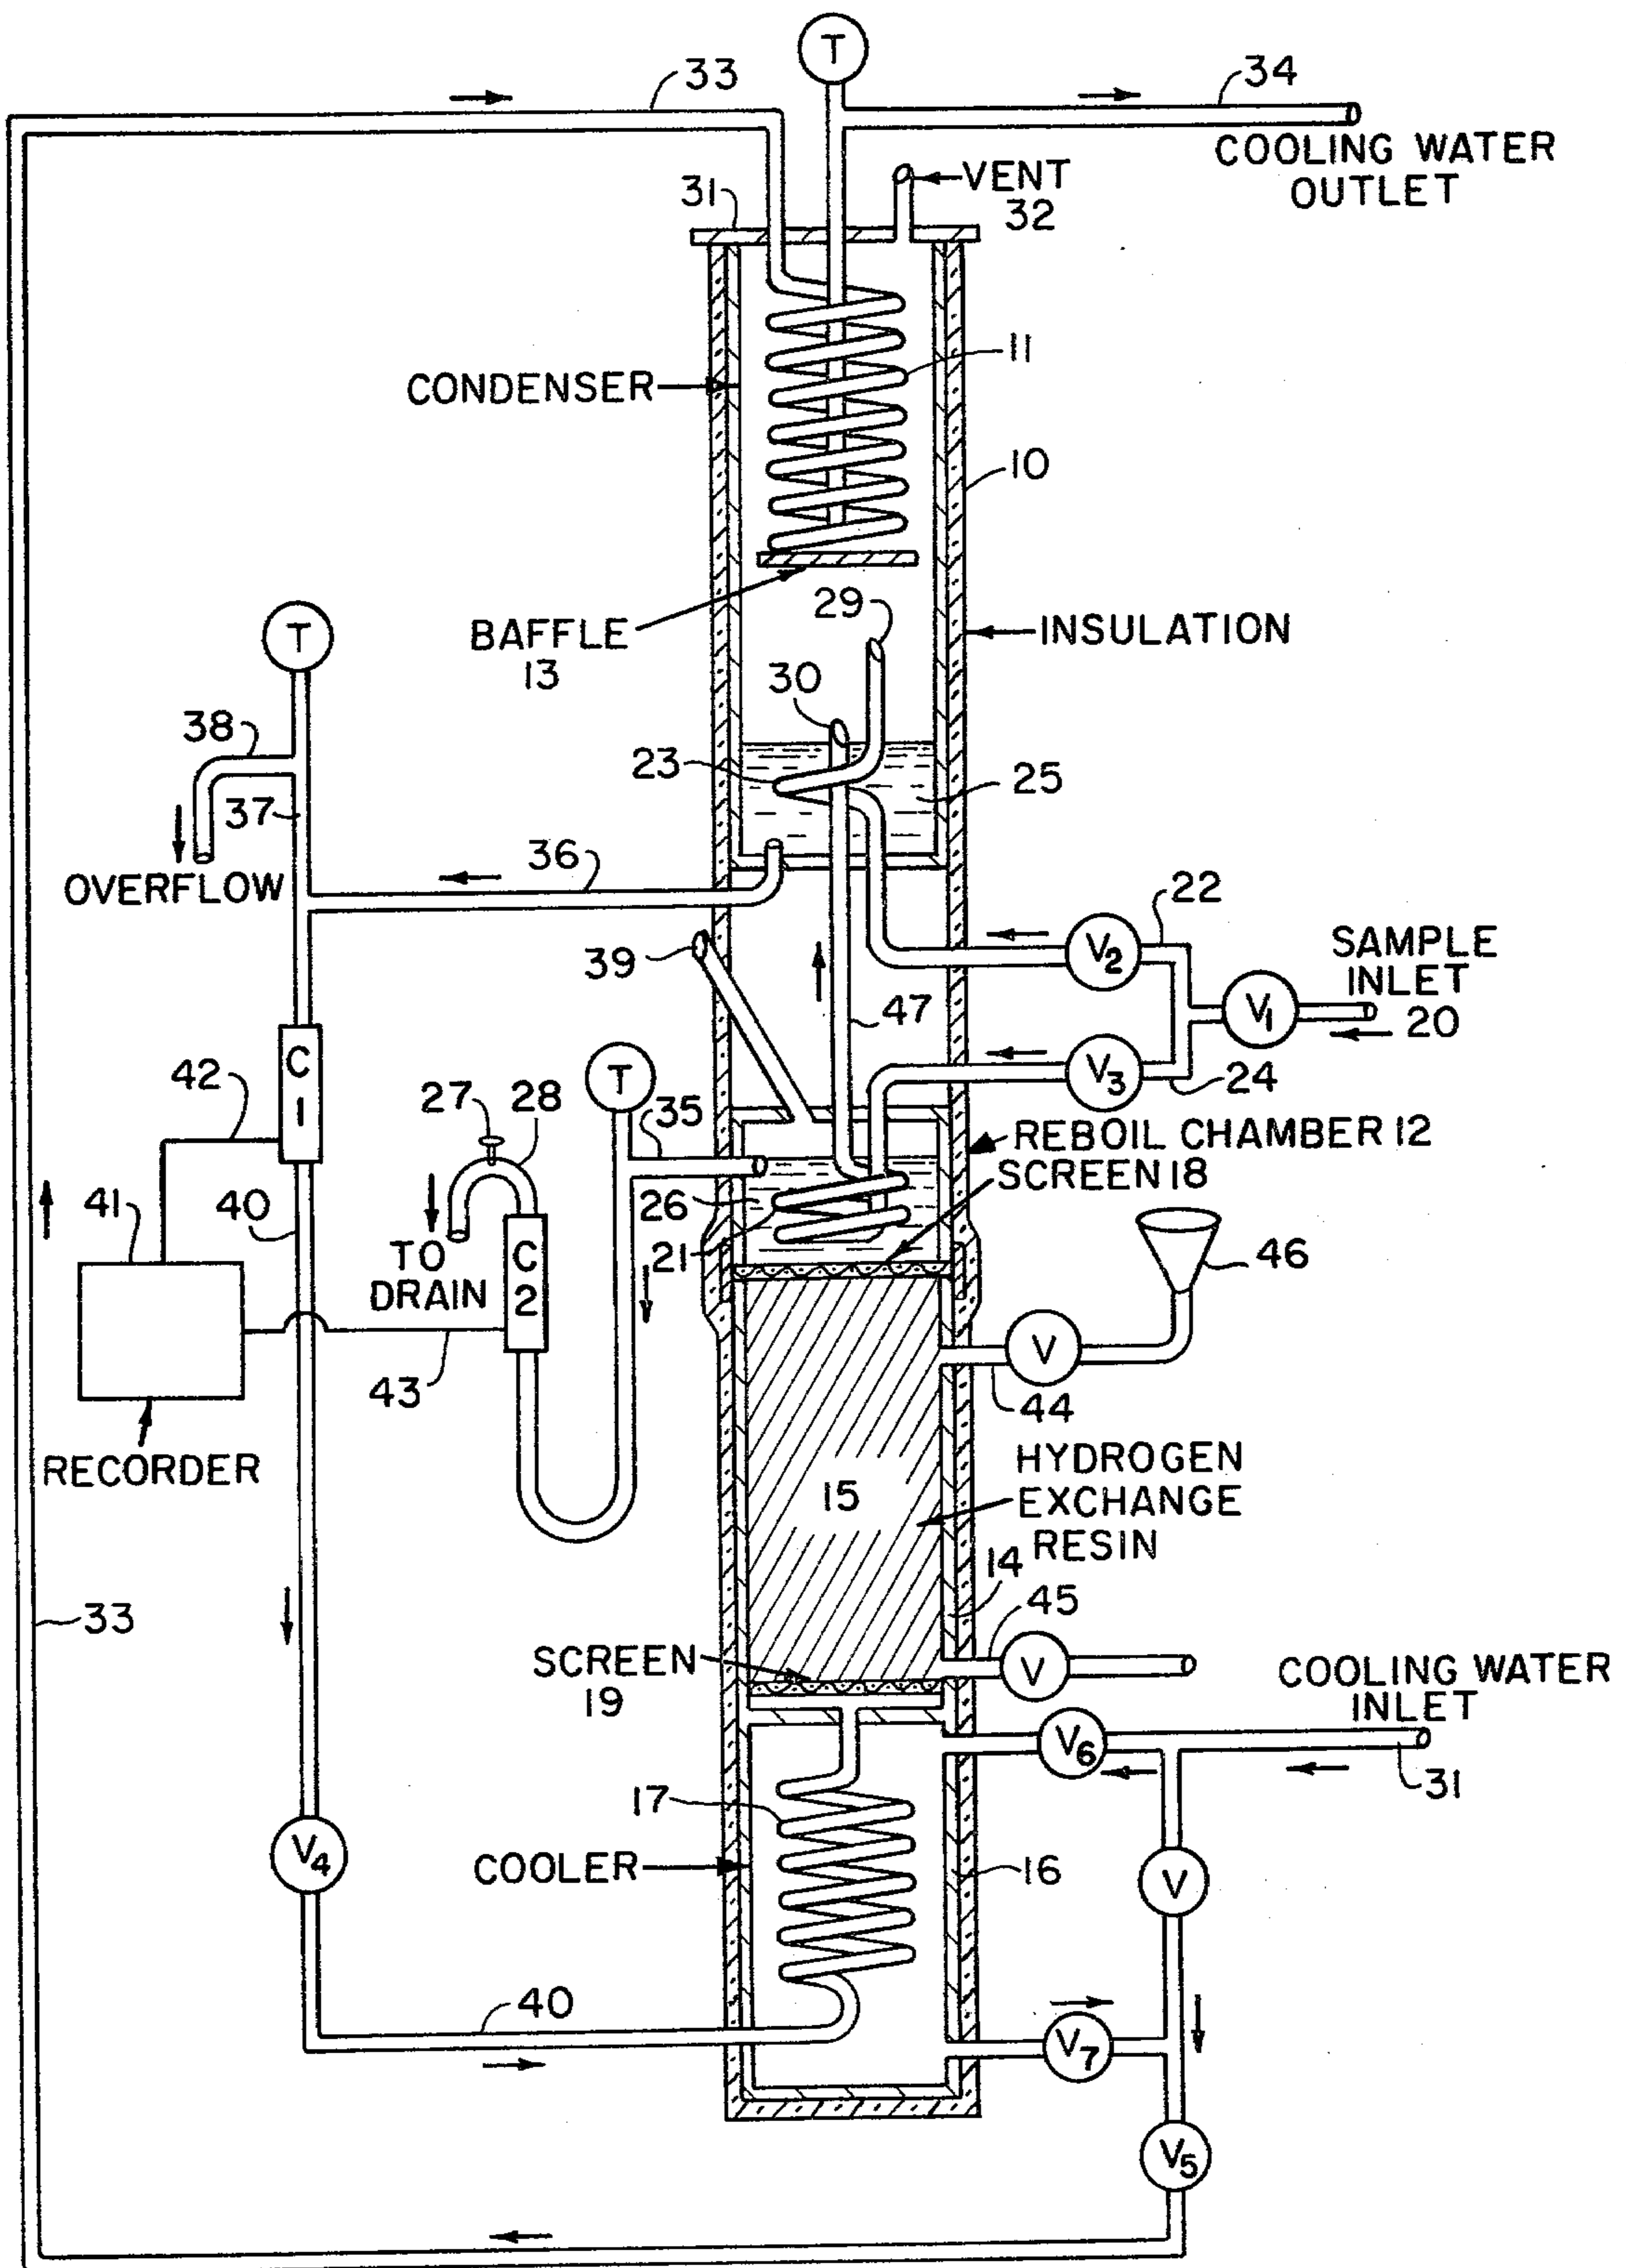 T
33
34
COOLING WATER
OUTLET
VENT
32
31
11
CONDENSER
10
29
T
BAFFLE
13
INSULATION
30
38
23
25
37
36
OVERFLOW
22
V2
SAMPLE
INLET
20
39
V1
47
C
1
42
T
V3
24
27
28
35
REBOIL CHAMBER 12
SCREEN 18
26
41
40
21
TO
DRAIN
C
2
46
V
43
44
RECORDER
15
HYDROGEN
EXCHANGE
RESIN
14
45
33
SCREEN
19
V
COOLING WATER
INLET
V6
31
17
V4
COOLER
16
V
40
V7
V5